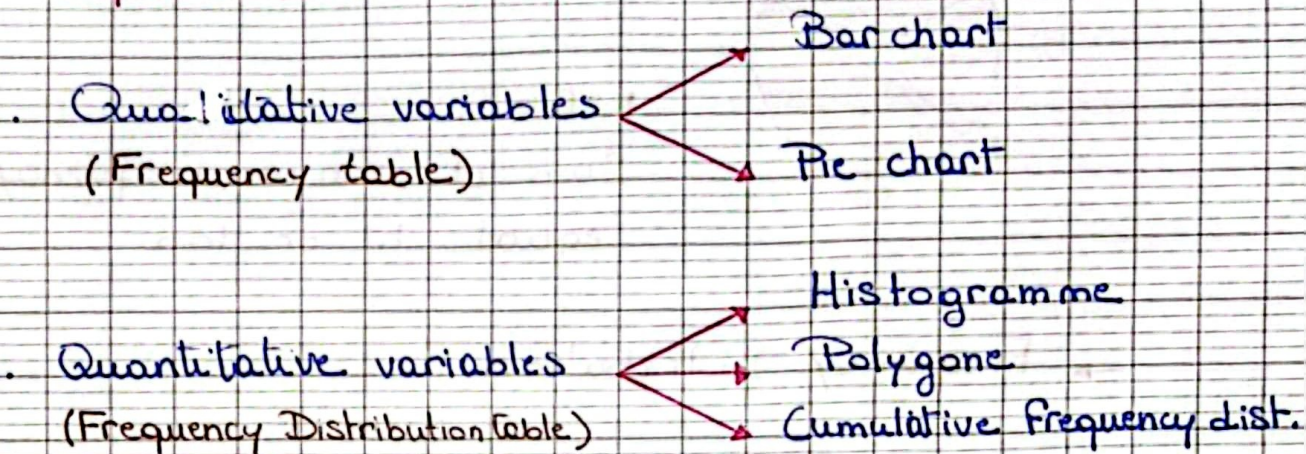 Bar chart
. Qualitative variables
(Frequency table)
Pie chart
Histogramme
. Quantitative variables
Polygone
(Frequency Distribution table)
Cumulative frequency dist.